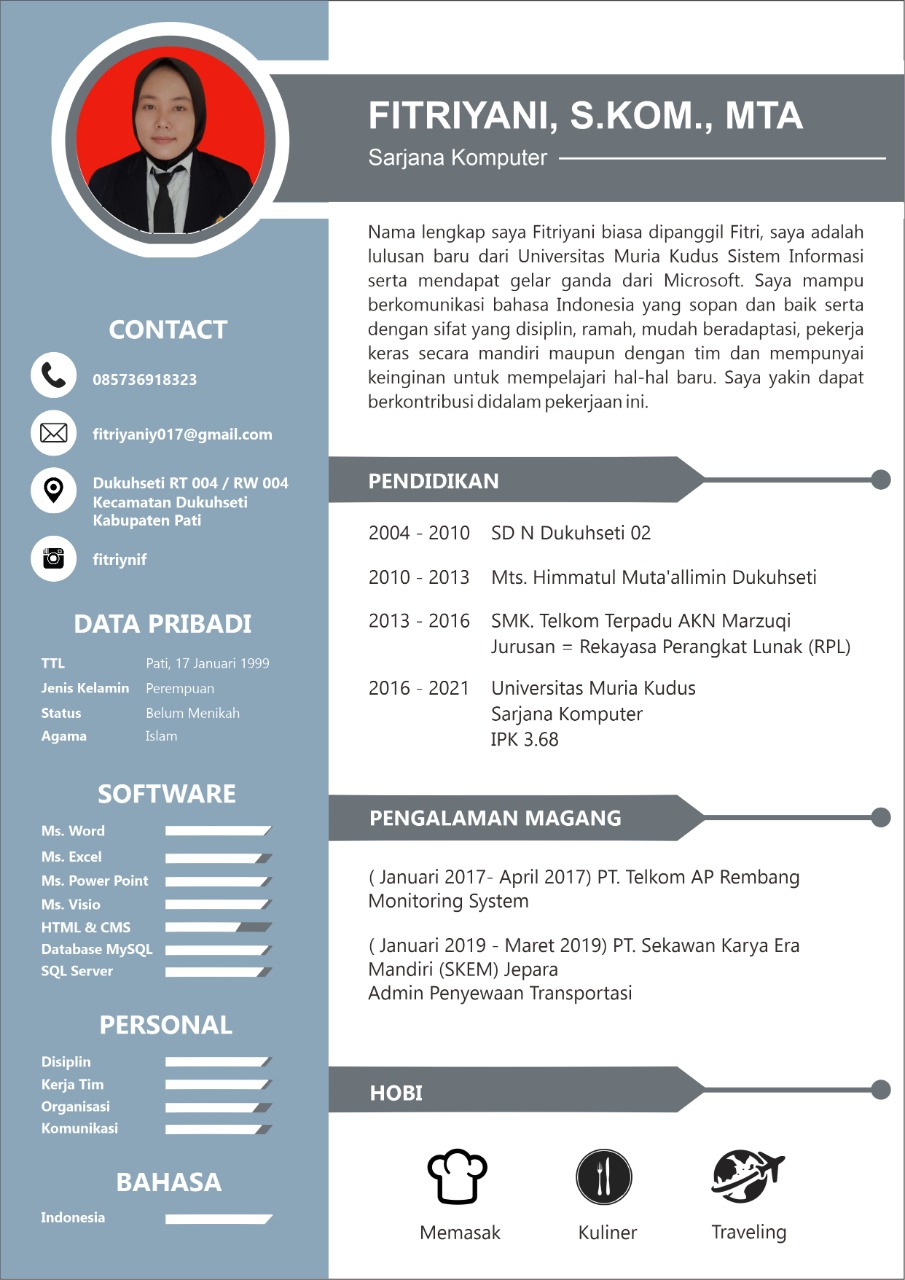 FITRIYANI, S.KOM., MTA
Sarjana Komputer
Nama lengkap saya Fitriyani biasa dipanggil Fitri, saya adalah
lulusan baru dari Universitas Muria Kudus Sistem Informasi
serta mendapat gelar ganda dari Microsoft. Saya mampu
berkomunikasi bahasa Indonesia yang sopan dan baik serta
dengan sifat yang disiplin, ramah, mudah beradaptasi, pekerja
keras secara mandiri maupun dengan tim dan mempunyai
keinginan untuk mempelajari hal-hal baru. Saya yakin dapat
berkontribusi didalam pekerjaan ini.
CONTACT
085736918323
fitriyaniy017@gmail.com
Dukuhseti RT 004 / RW 004
Kecamatan Dukuhseti
Kabupaten Pati
fitriynif
DATA PRIBADI
TTL Pati, 17 Januari 1999
Jenis Kelamin Perempuan
Status Belum Menikah
Agama Islam
SOFTWARE
Ms. Word
Ms. Excel
Ms. Power Point
Ms. Visio
HTML & CMS
Database MySQL
SQL Server
PERSONAL
Disiplin
Kerja Tim
Organisasi
Komunikasi
BAHASA
Indonesia
PENDIDIKAN
2004 - 2010 SD N Dukuhseti 02
2010 - 2013 Mts. Himmatul Muta'allimin Dukuhseti
2013 - 2016 SMK. Telkom Terpadu AKN Marzuqi
Jurusan = Rekayasa Perangkat Lunak (RPL)
2016 - 2021 Universitas Muria Kudus
Sarjana Komputer
IPK 3.68
PENGALAMAN MAGANG
( Januari 2017- April 2017) PT. Telkom AP Rembang
Monitoring System
( Januari 2019 - Maret 2019) PT. Sekawan Karya Era
Mandiri (SKEM) Jepara
Admin Penyewaan Transportasi
HOBI
Memasak
Kuliner
Traveling